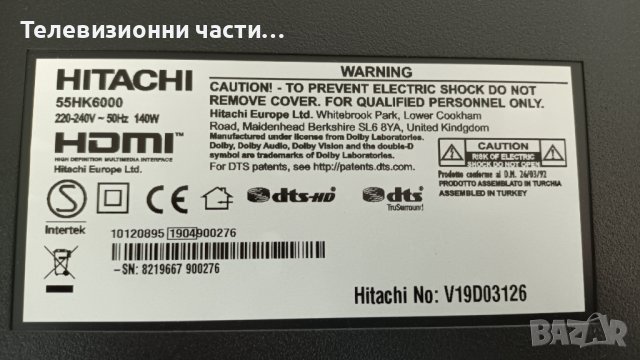 Телевизионни части...
HITACHI
55HK6000
220-240V ~ 50Hz 140W
HDMI
HIGH DEFINITION MULTIMEDIA INTERFACE
Hitachi Europe Ltd.
WARNING
CAUTION! - TO PREVENT ELECTRIC SHOCK DO NOT
REMOVE COVER. FOR QUALIFIED PERSONNEL ONLY.
Hitachi Europe Ltd. Whitebrook Park, Lower Cookham
Road, Maidenhead Berkshire SL6 8YA, United Kingdom
Manufactured under license from Dolby Laboratories.
Dolby, Dolby Audio, Dolby Vision and the double-D
symbol are trademarks of Dolby Laboratories.
For DTS patents, see http://patents.dts.com.
CAUTION
RISK OF ELECTRIC
SHOCK DO NOT OPEN.
Prodotto conforme al D.M. 26/03/92
PRODOTTO ASSEMBLATO IN TURCHIA
ASSEMBLED IN TURKEY
S
Intertek
CE
dts-HD
dts
TruSurround
10120895 1904900276
-SN: 8219667 900276
Hitachi No: V19D03126
BAZAR
bg